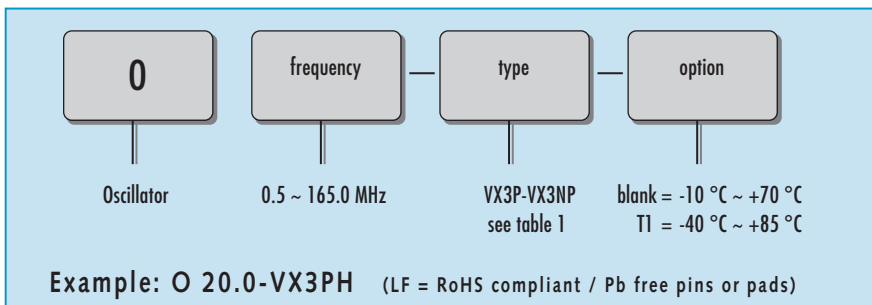 O
frequency
type
option
Oscillator
0.5 ~ 165.0 MHz
VX3P-VX3NP
see table 1
blank = -10 °C ~ +70 °C
T1 = -40 °C ~ +85 °C
Example: O 20.0-VX3PH (LF = RoHS compliant / Pb free pins or pads)